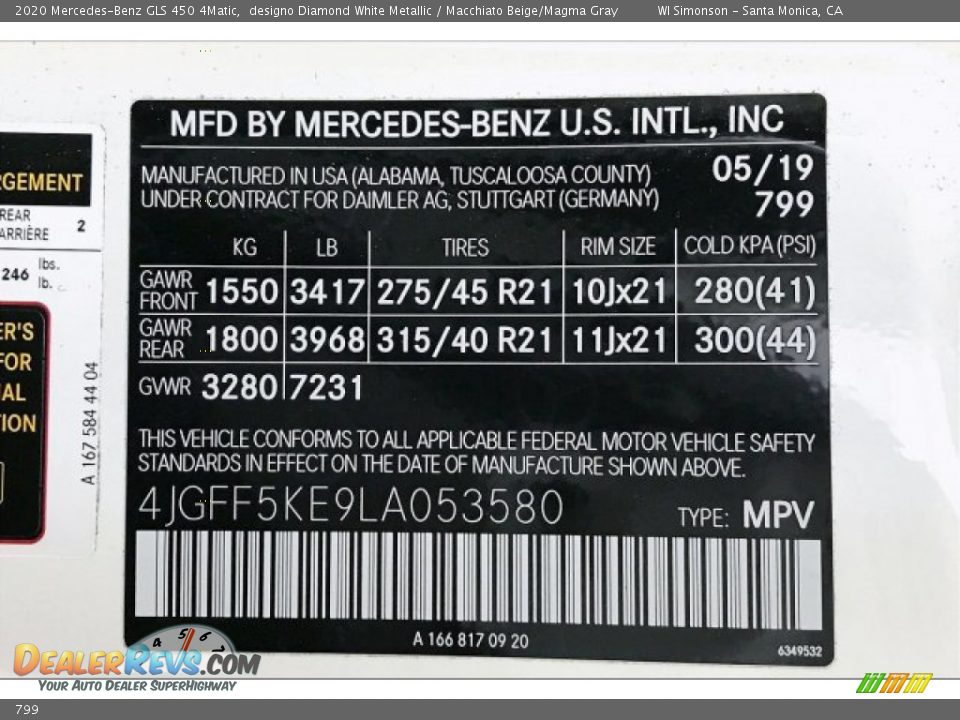 2020 Mercedes-Benz GLS 450 4Matic, designo Diamond White Metallic / Macchiato Beige/Magma Gray WI Simonson - Santa Monica, CA
MFD BY MERCEDES-BENZ U.S. INTL., INC
MANUFACTURED IN USA (ALABAMA, TUSCALOOSA COUNTY) 05/19
UNDER CONTRACT FOR DAIMLER AG, STUTTGART (GERMANY) 799
KG LB TIRES RIM SIZE COLD KPA (PSI)
GAWR FRONT 1550 3417 275/45 R21 10Jx21 280(41)
GAWR REAR 1800 3968 315/40 R21 11Jx21 300(44)
GVWR 3280 7231
THIS VEHICLE CONFORMS TO ALL APPLICABLE FEDERAL MOTOR VEHICLE SAFETY
STANDARDS IN EFFECT ON THE DATE OF MANUFACTURE SHOWN ABOVE.
4JGFF5KE9LA053580 TYPE: MPV
A 166 817 09 20
6349532
RGEMENT
REAR
ARRIÈRE 2
246 lbs.
lb.
ER'S
FOR
AL
TION
A 167 584 44 04
4 5 6 7
DEALERREVS.COM
YOUR AUTO DEALER SUPERHIGHWAY
799